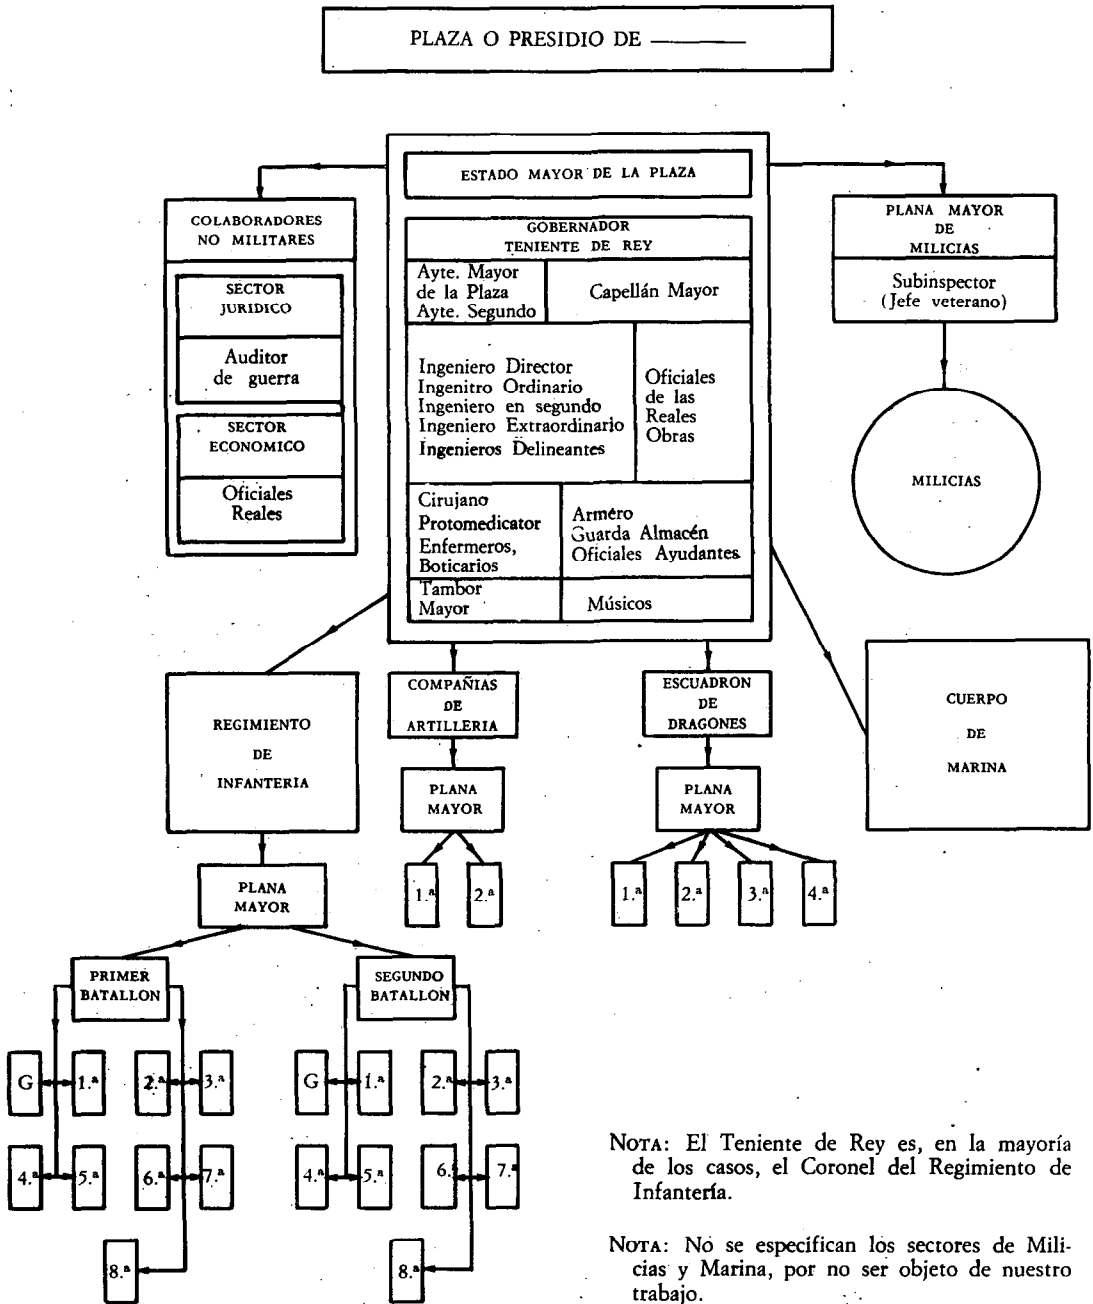 PLAZA O PRESIDIO DE
ESTADO MAYOR DE LA PLAZA
COLABORADORES
NO MILITARES
SECTOR
JURIDICO
Auditor
de guerra
SECTOR
ECONOMICO
Oficiales
Reales
GOBERNADOR
TENIENTE DE REY
Ayte. Mayor
de la Plaza
Ayte. Segundo
Capellán Mayor
Ingeniero Director
Ingenitro Ordinario
Ingeniero en segundo
Ingeniero Extraordinario
Ingenieros Delineantes
Oficiales
de las
Reales
Obras
Cirujano
Protomedicator
Enfermeros,
Boticarios
Armero
Guarda Almacén
Oficiales Ayudantes
Tambor
Mayor
Músicos
PLANA MAYOR
DE
MILICIAS
Subinspector
(Jefe veterano)
MILICIAS
REGIMIENTO
DE
INFANTERIA
COMPAÑIAS
DE
ARTILLERIA
ESCUADRON
DE
DRAGONES
CUERPO
DE
MARINA
PLANA
MAYOR
PLANA
MAYOR
1.ª 2.ª
1.ª 2.ª 3.ª 4.ª
PLANA
MAYOR
PRIMER
BATALLON
SEGUNDO
BATALLON
G 1.ª 2.ª 3.ª
G 1.ª 2.ª 3.ª
4.ª 5.ª 6.ª 7.ª
4.ª 5.ª 6. 7.ª
8.ª
8.ª
NOTA: El Teniente de Rey es, en la mayoría
de los casos, el Coronel del Regimiento de
Infantería.
NOTA: No se especifican los sectores de Mili-
cias y Marina, por no ser objeto de nuestro
trabajo.